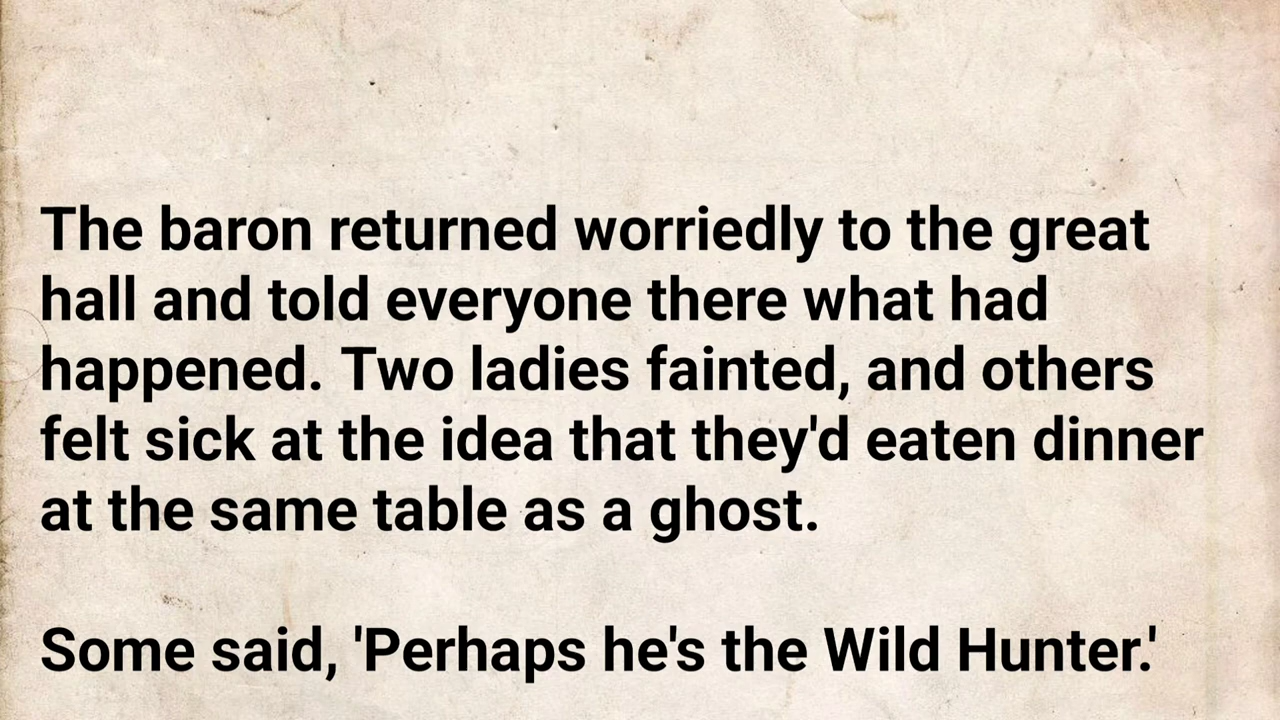 The baron returned worriedly to the great
hall and told everyone there what had
happened. Two ladies fainted, and others
felt sick at the idea that they'd eaten dinner
at the same table as a ghost.
Some said, 'Perhaps he's the Wild Hunter.'